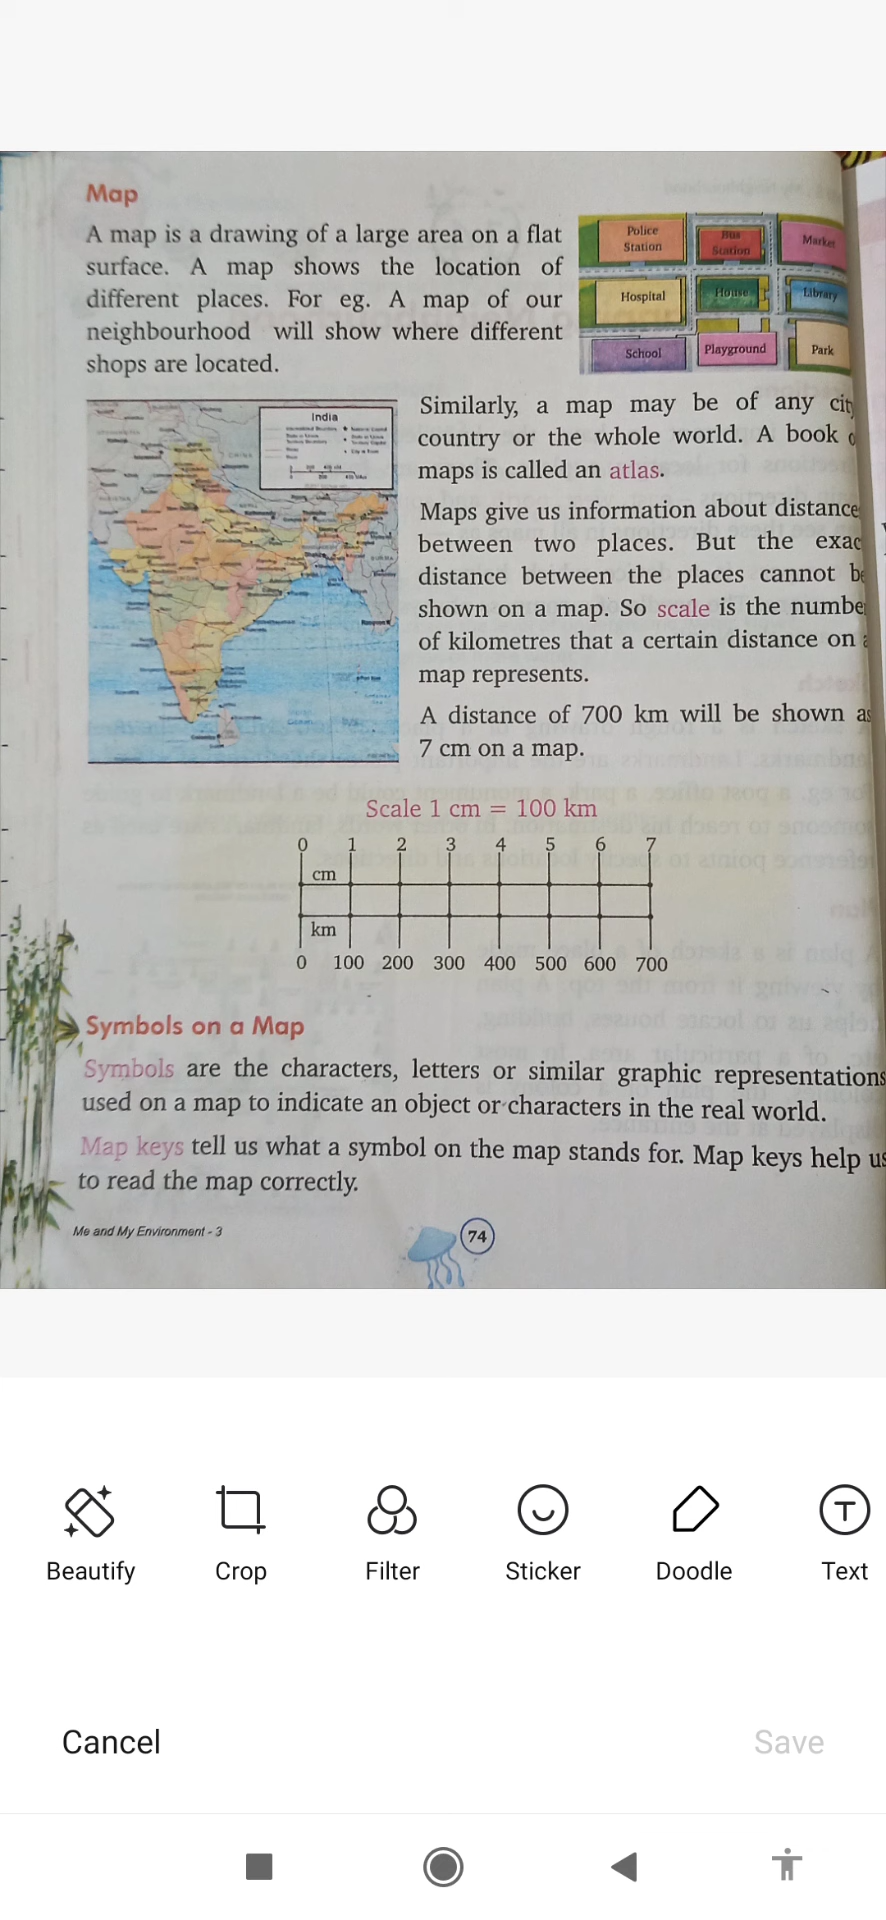 Map
A map is a drawing of a large area on a flat
surface. A map shows the location of
different places. For eg. A map of our
neighbourhood will show where different
shops are located.
Police
Station
Bus
Station
Market
Hospital
House
Library
School
Playground
Park
India
Similarly, a map may be of any city
country or the whole world. A book
maps is called an atlas.
Maps give us information about distance
between two places. But the exac
distance between the places cannot be
shown on a map. So scale is the number
of kilometres that a certain distance on a
map represents.
A distance of 700 km will be shown as
7 cm on a map.
Scale 1 cm = 100 km
0 1 2 3 4 5 6 7
cm
km
0 100 200 300 400 500 600 700
Symbols on a Map
Symbols are the characters, letters or similar graphic representations
used on a map to indicate an object or characters in the real world.
Map keys tell us what a symbol on the map stands for. Map keys help us
to read the map correctly.
Me and My Environment - 3
74
Beautify Crop Filter Sticker Doodle Text
Cancel Save